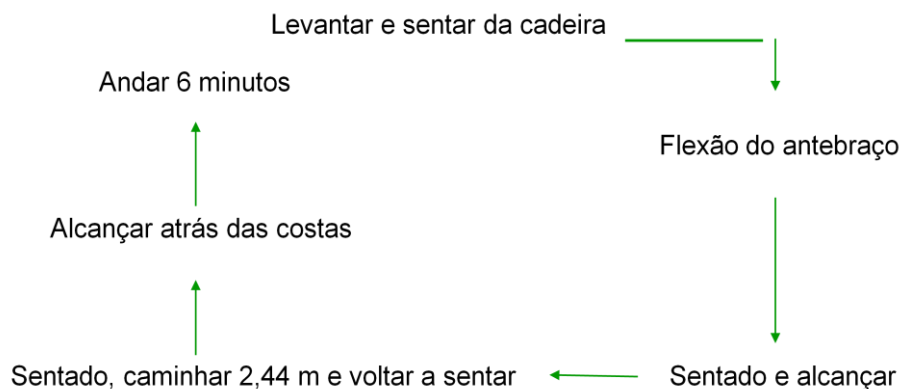 Levantar e sentar da cadeira
Andar 6 minutos
Flexão do antebraço
Alcançar atrás das costas
Sentado, caminhar 2,44 m e voltar a sentar
Sentado e alcançar